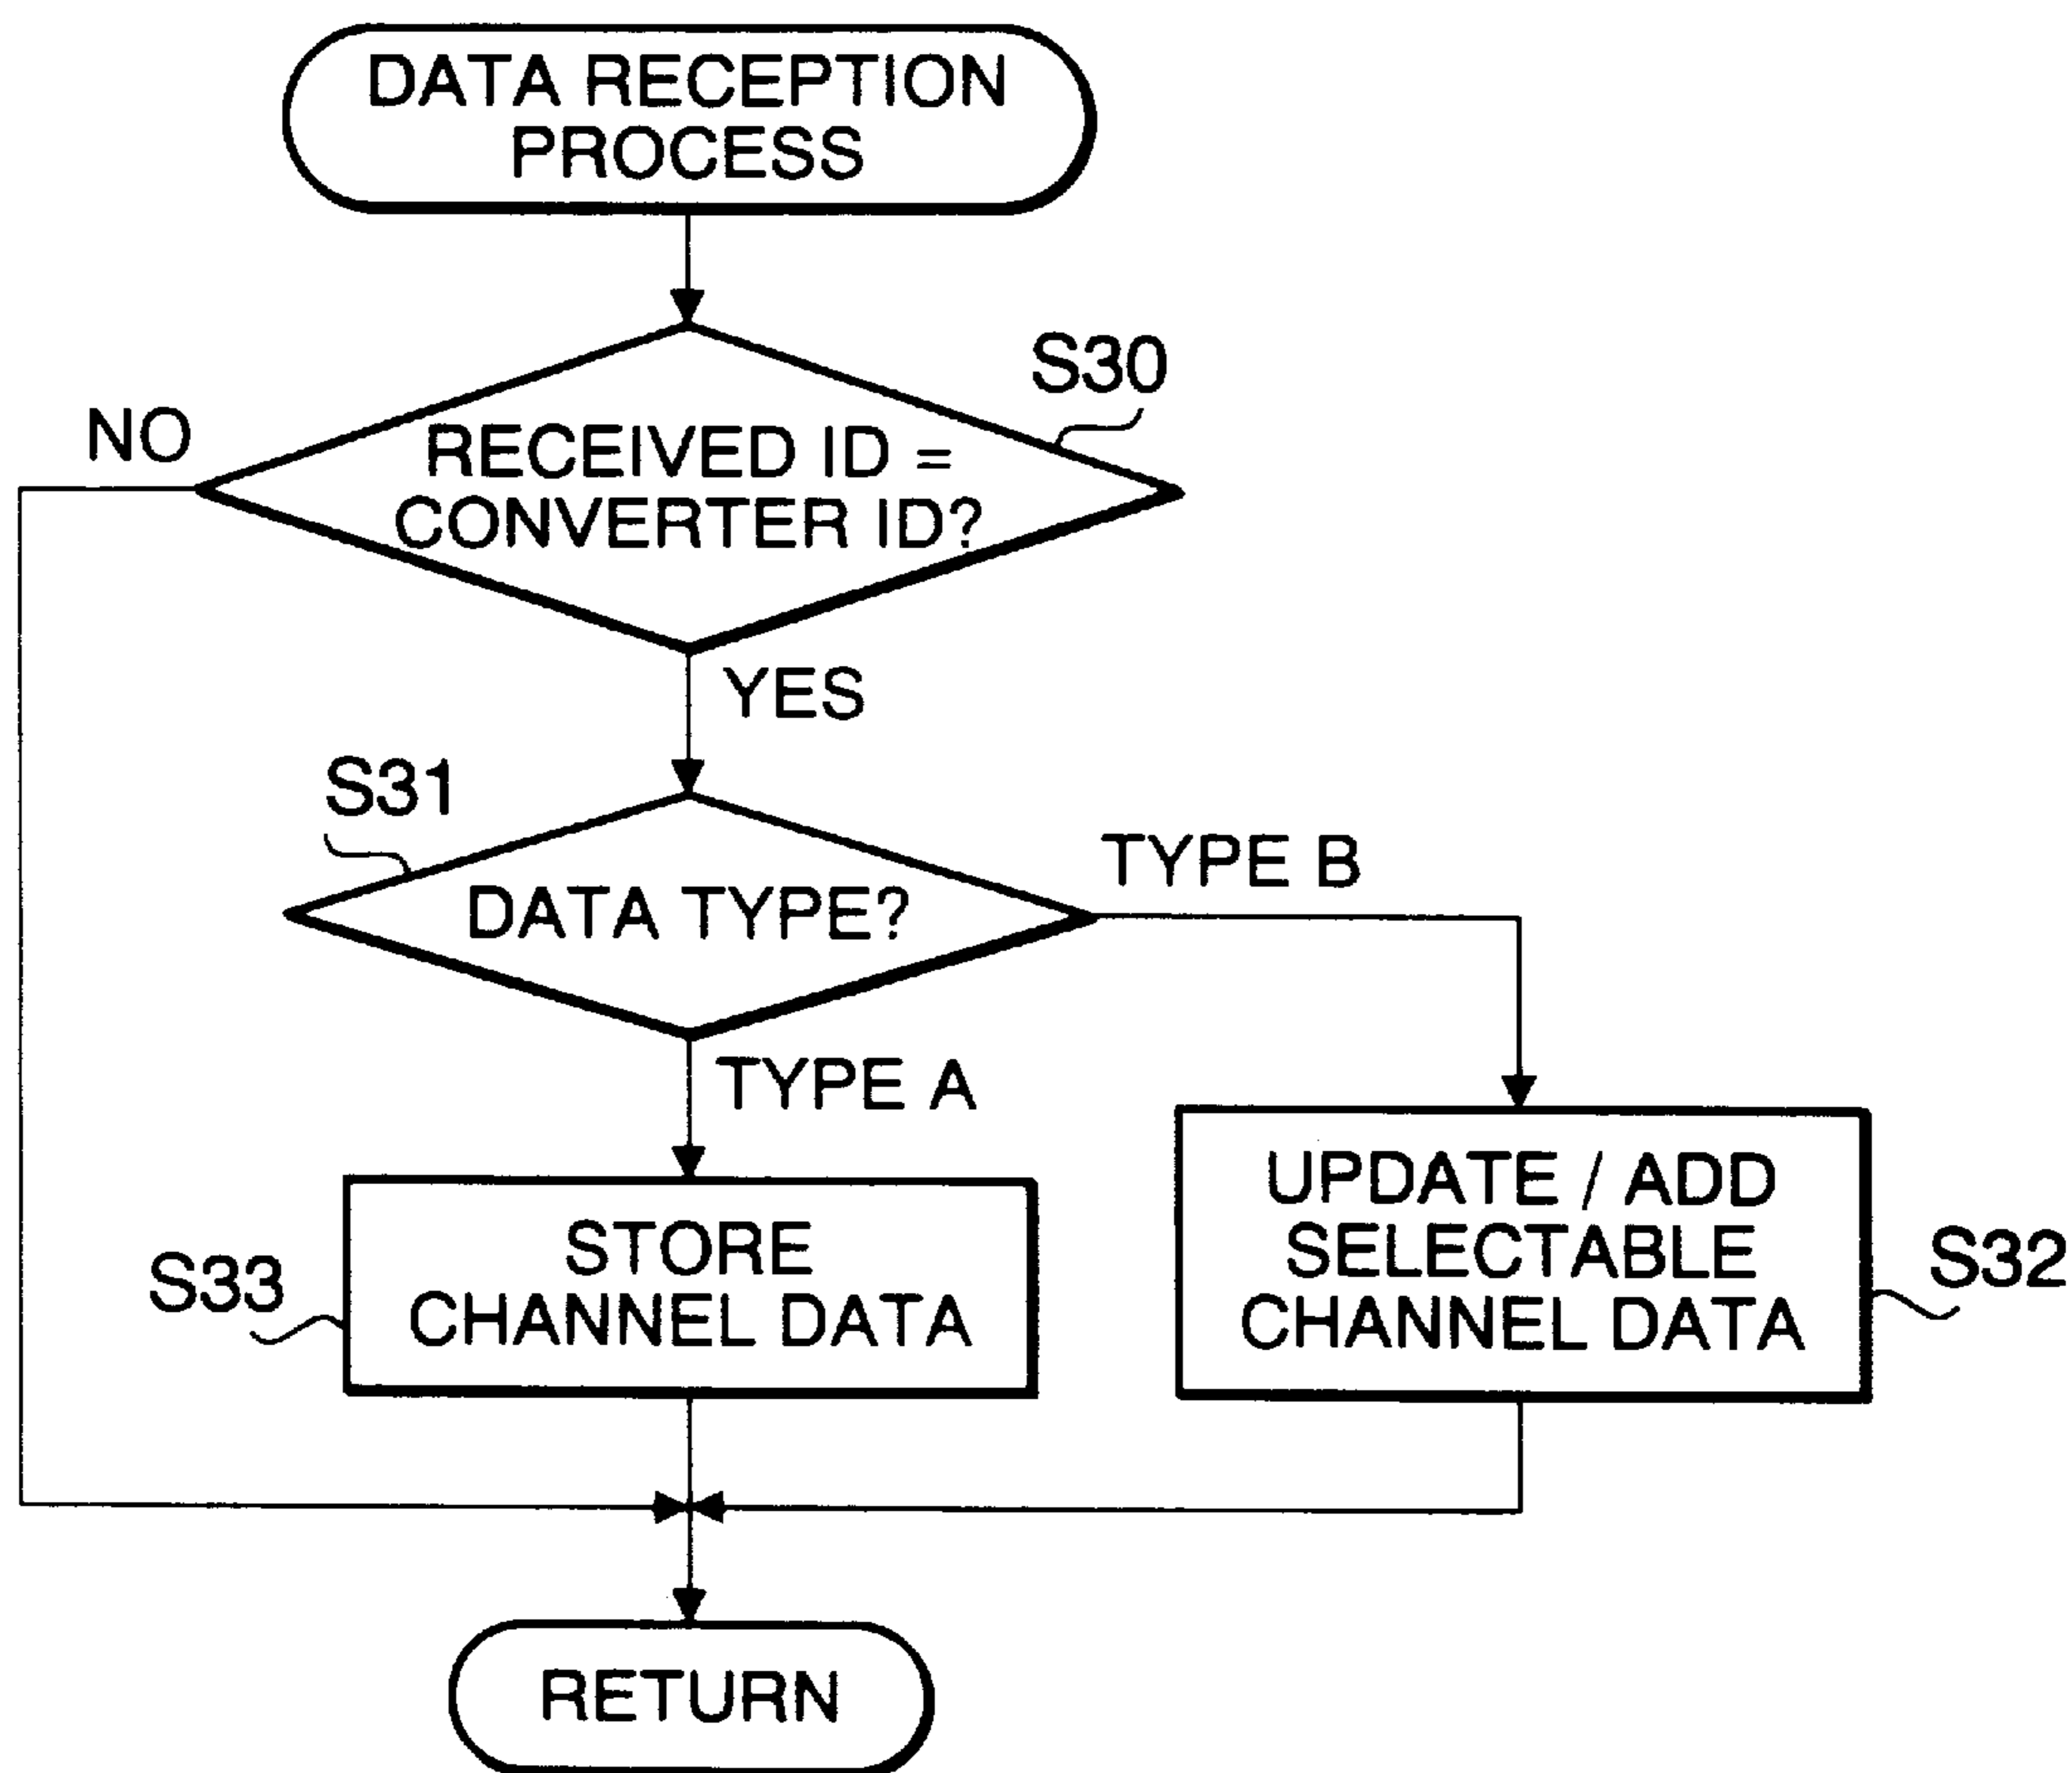 DATA RECEPTION
PROCESS
S30
NO
RECEIVED ID =
CONVERTER ID?
YES
S31
TYPE B
DATA TYPE?
TYPE A
UPDATE / ADD
SELECTABLE
CHANNEL DATA
S32
STORE
CHANNEL DATA
S33
RETURN